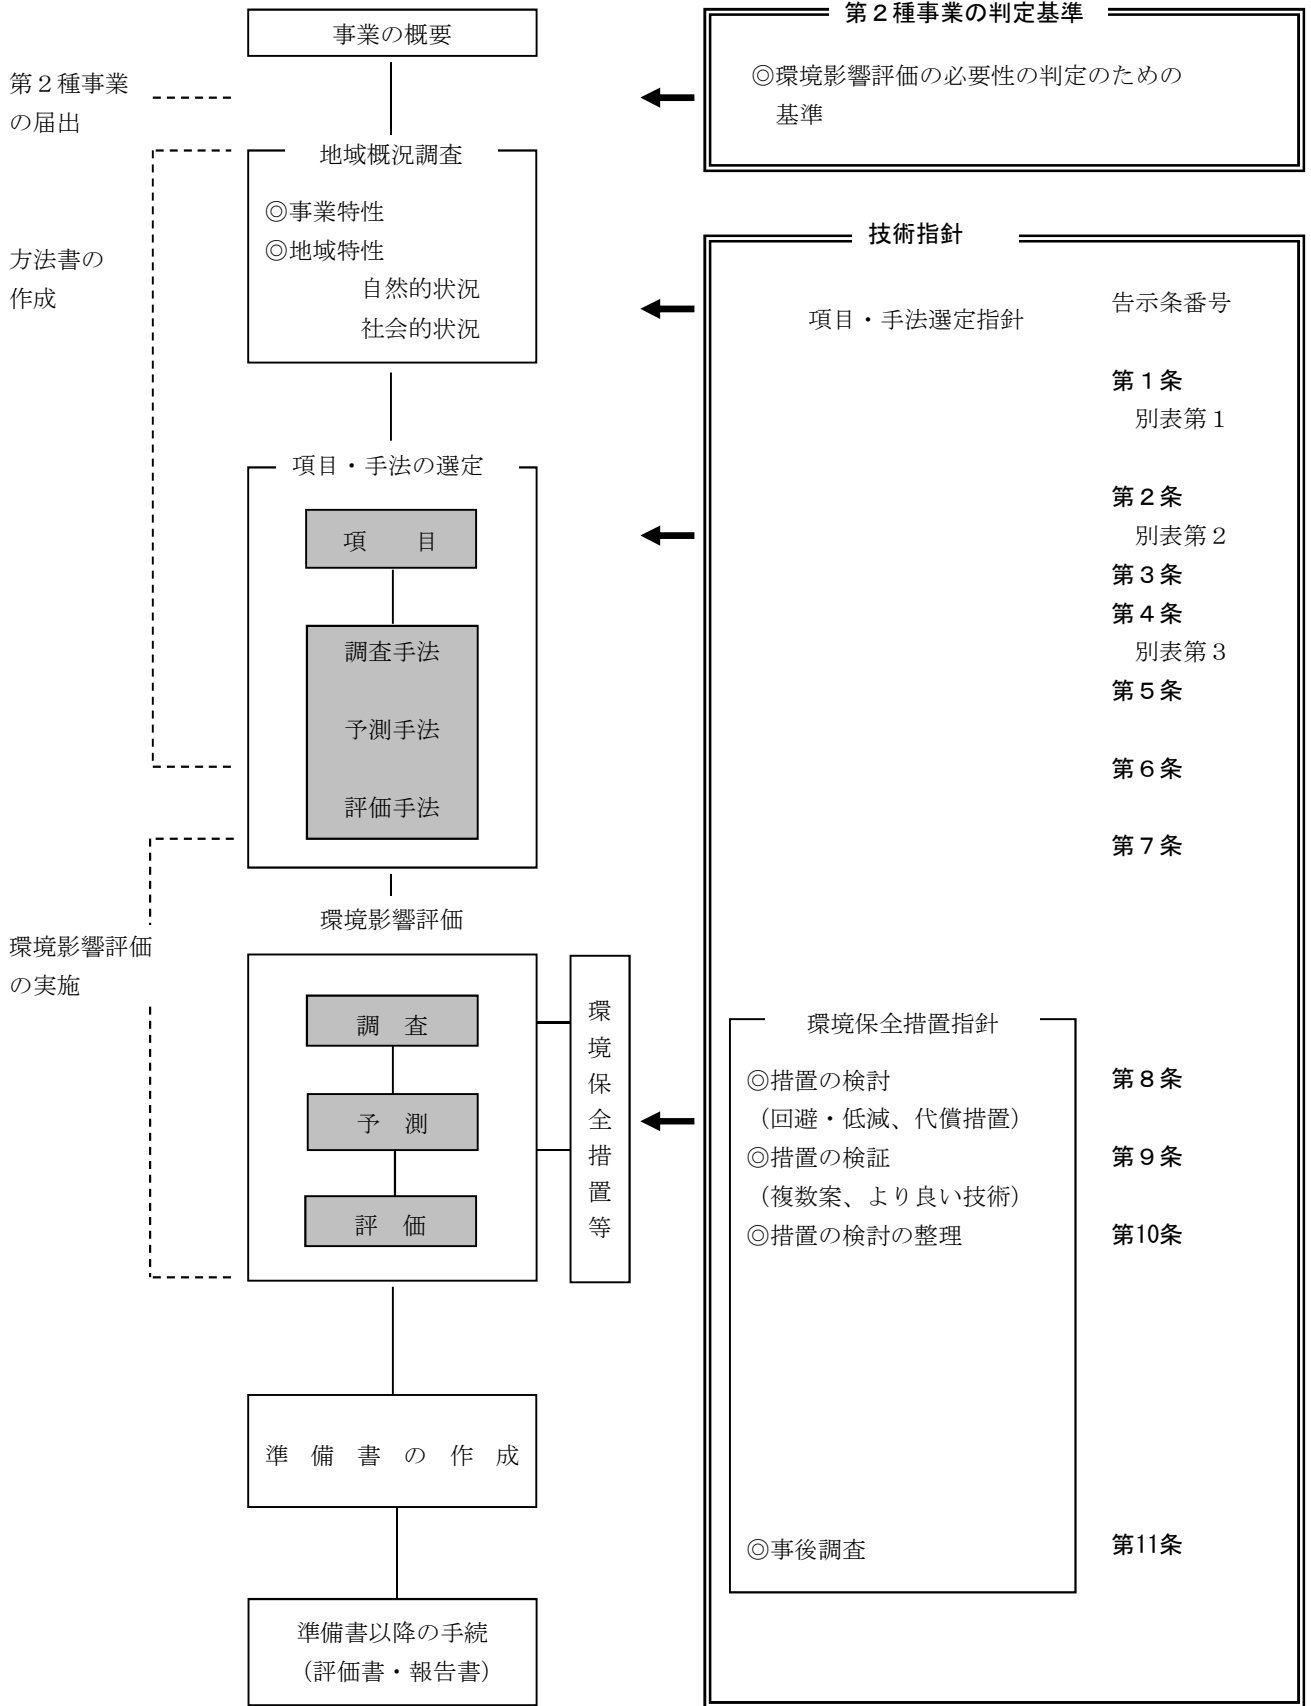 事業の概要
第２種事業
の届出
第２種事業の判定基準
◎環境影響評価の必要性の判定のための
基準
地域概況調査
◎事業特性
◎地域特性
自然的状況
社会的状況
方法書の
作成
項目・手法の選定
項　目
調査手法
予測手法
評価手法
環境影響評価
の実施
環境影響評価
調　査
予　測
評　価
環境保全措置等
準　備　書　の　作　成
準備書以降の手続
（評価書・報告書）
技術指針
項目・手法選定指針
告示条番号
第１条
別表第１
第２条
別表第２
第３条
第４条
別表第３
第５条
第６条
第７条
環境保全措置指針
◎措置の検討
第８条
（回避・低減、代償措置）
◎措置の検証
第９条
（複数案、より良い技術）
◎措置の検討の整理
第10条
◎事後調査
第11条